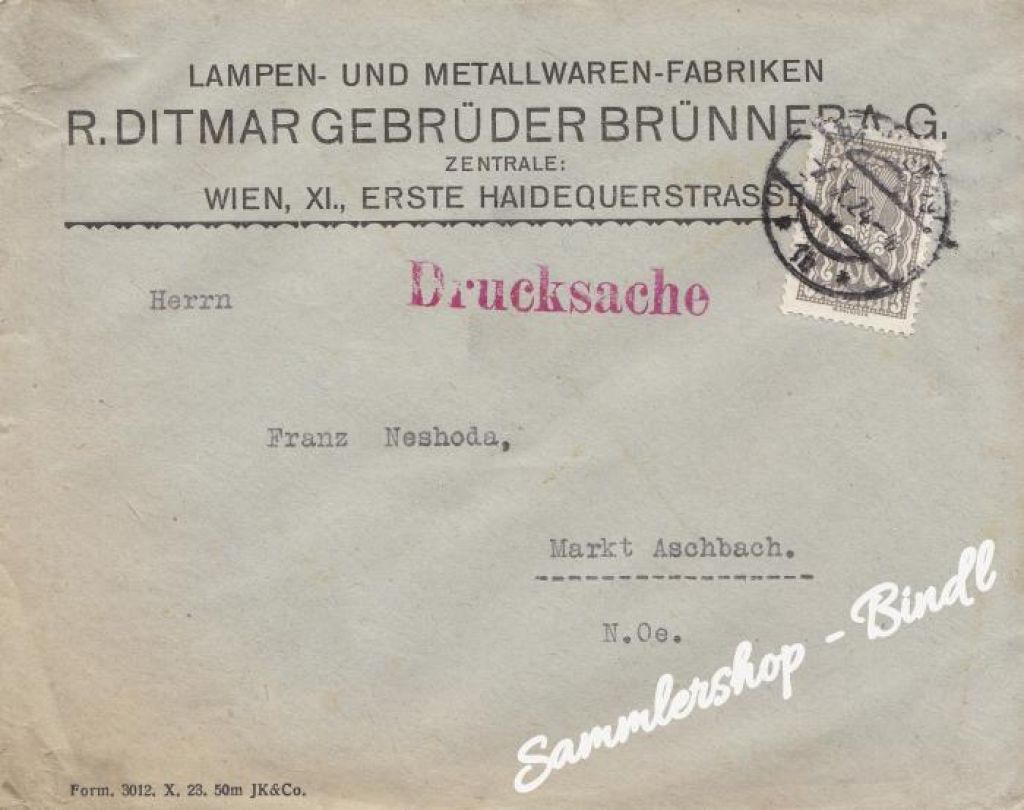 LAMPEN- UND METALLWAREN-FABRIKEN
R. DITMAR GEBRÜDER BRÜNNER A. G.
ZENTRALE:
WIEN, XI., ERSTE HAIDEQUERSTRASSE
Herrn
Drucksache
Franz Neshoda,
Markt Aschbach.
N.Oe.
Sammlershop - Bindl
Form. 3012. X. 23. 50m JK&Co.